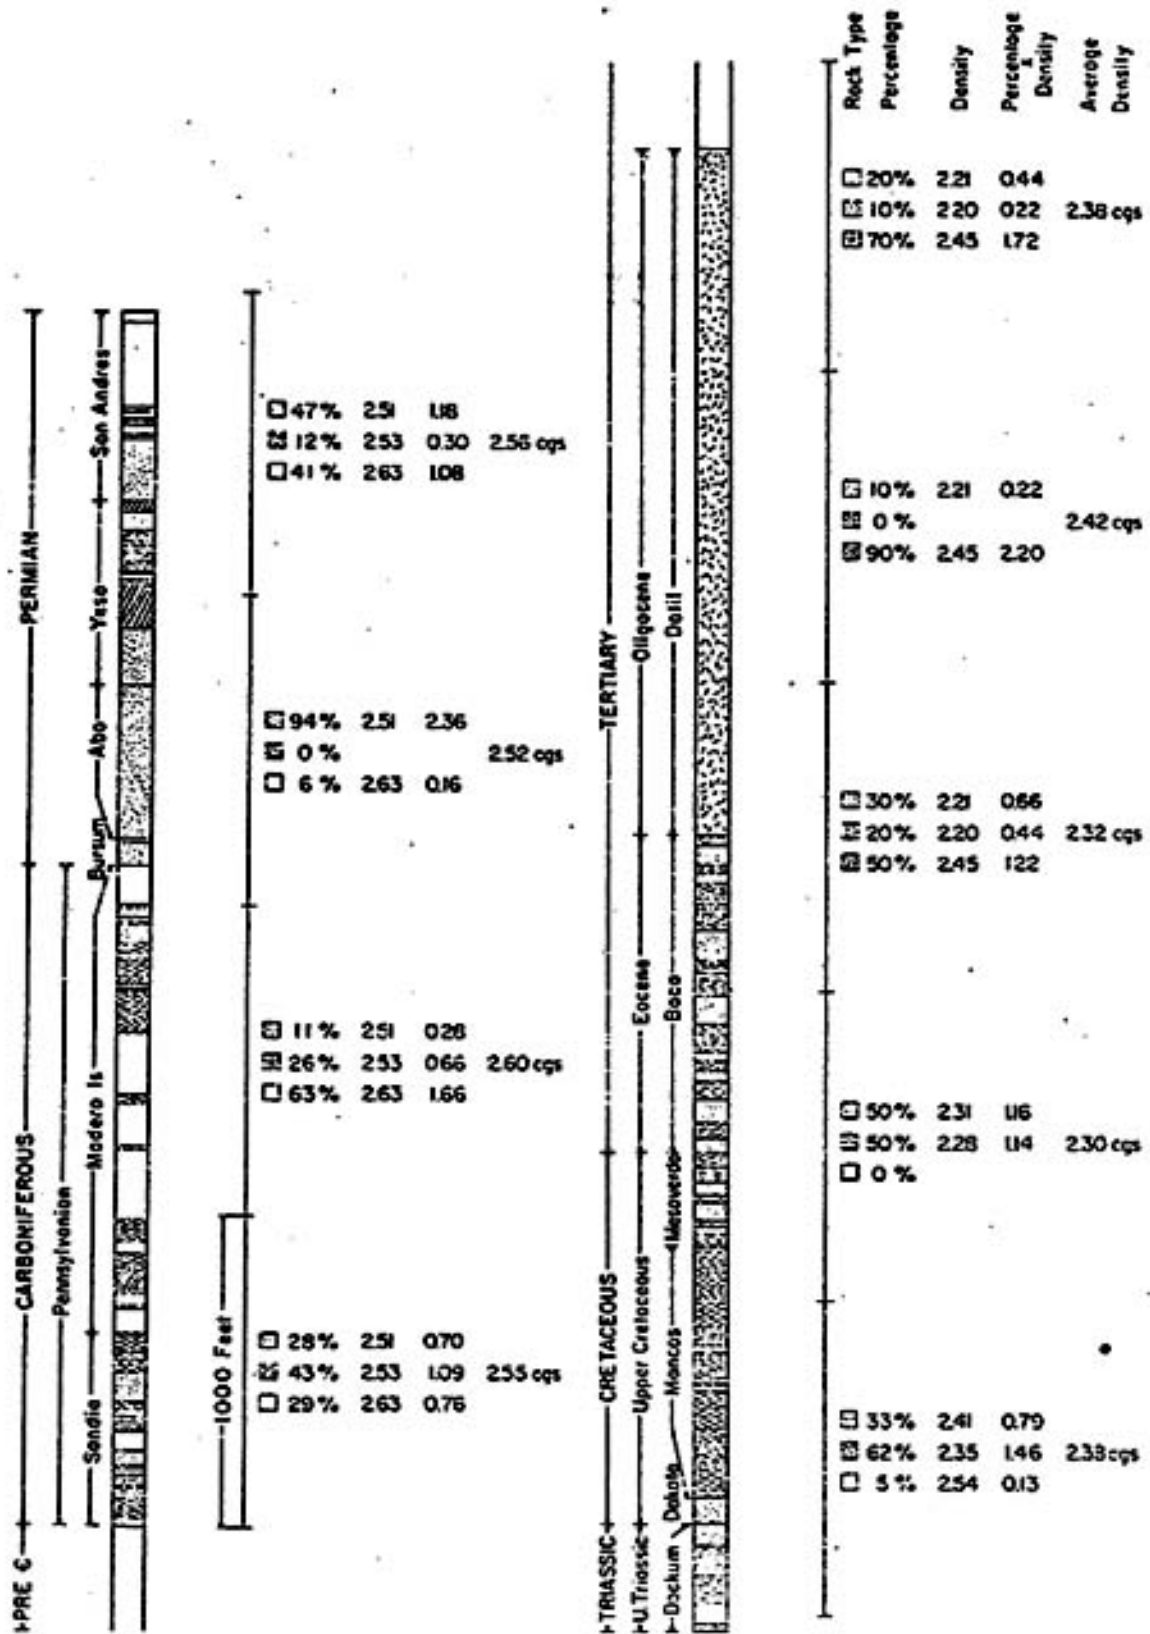 Rock Type
Percentage
Density
Percentage
x
Density
Average
Density
20% 2.21 0.44
10% 2.20 0.22 2.38 cgs
70% 2.45 1.72
10% 2.21 0.22
0% 2.42 cgs
90% 2.45 2.20
30% 2.21 0.66
20% 2.20 0.44 2.32 cgs
50% 2.45 1.22
50% 2.31 1.16
50% 2.28 1.14 2.30 cgs
0%
33% 2.41 0.79
62% 2.35 1.46 2.38 cgs
5% 2.54 0.13
TERTIARY
CRETACEOUS
TRIASSIC
Oligocene
Eocene
Upper Cretaceous
U. Triassic
Datil
Baca
Mesaverde
Mancos
Dakota
Dockum
47% 2.51 1.18
12% 2.53 0.30 2.56 cgs
41% 2.63 1.08
94% 2.51 2.36
0% 2.52 cgs
6% 2.63 0.16
11% 2.51 0.28
26% 2.53 0.66 2.60 cgs
63% 2.63 1.66
28% 2.51 0.70
43% 2.53 1.09 2.55 cgs
29% 2.63 0.76
1000 Feet
PERMIAN
CARBONIFEROUS
PRE Є
Pennsylvanian
San Andres
Yeso
Abo
Bursum
Madera ls
Sandia